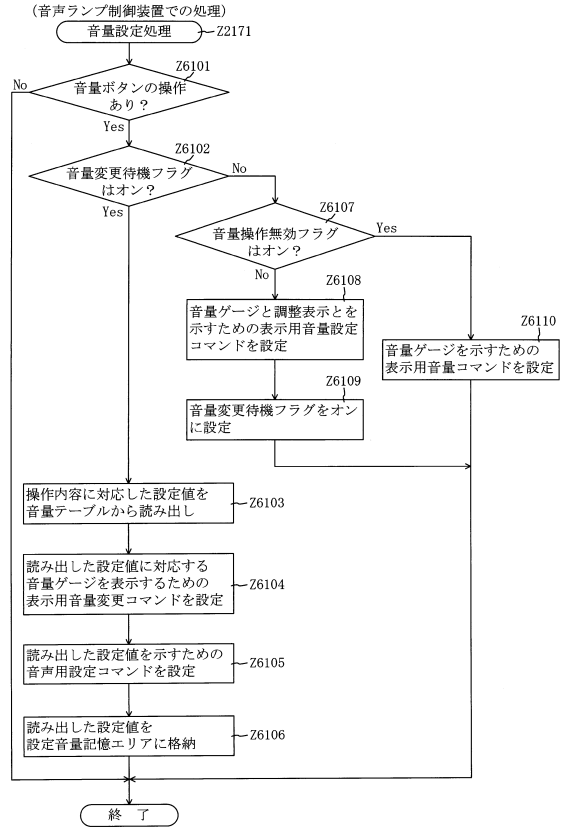 (音声ランプ制御装置での処理)
音量設定処理
Z2171
Z6101
音量ボタンの操作
あり?
No
Yes
Z6102
音量変更待機フラグ
はオン?
No
Yes
Z6107
音量操作無効フラグ
はオン?
Yes
No
Z6108
音量ゲージと調整表示とを
示すための表示用音量設定
コマンドを設定
Z6110
音量ゲージを示すための
表示用音量コマンドを設定
Z6109
音量変更待機フラグをオン
に設定
操作内容に対応した設定値を
音量テーブルから読み出し
Z6103
読み出した設定値に対応する
音量ゲージを表示するための
表示用音量変更コマンドを設定
Z6104
読み出した設定値を示すための
音声用設定コマンドを設定
Z6105
読み出した設定値を
設定音量記憶エリアに格納
Z6106
終 了